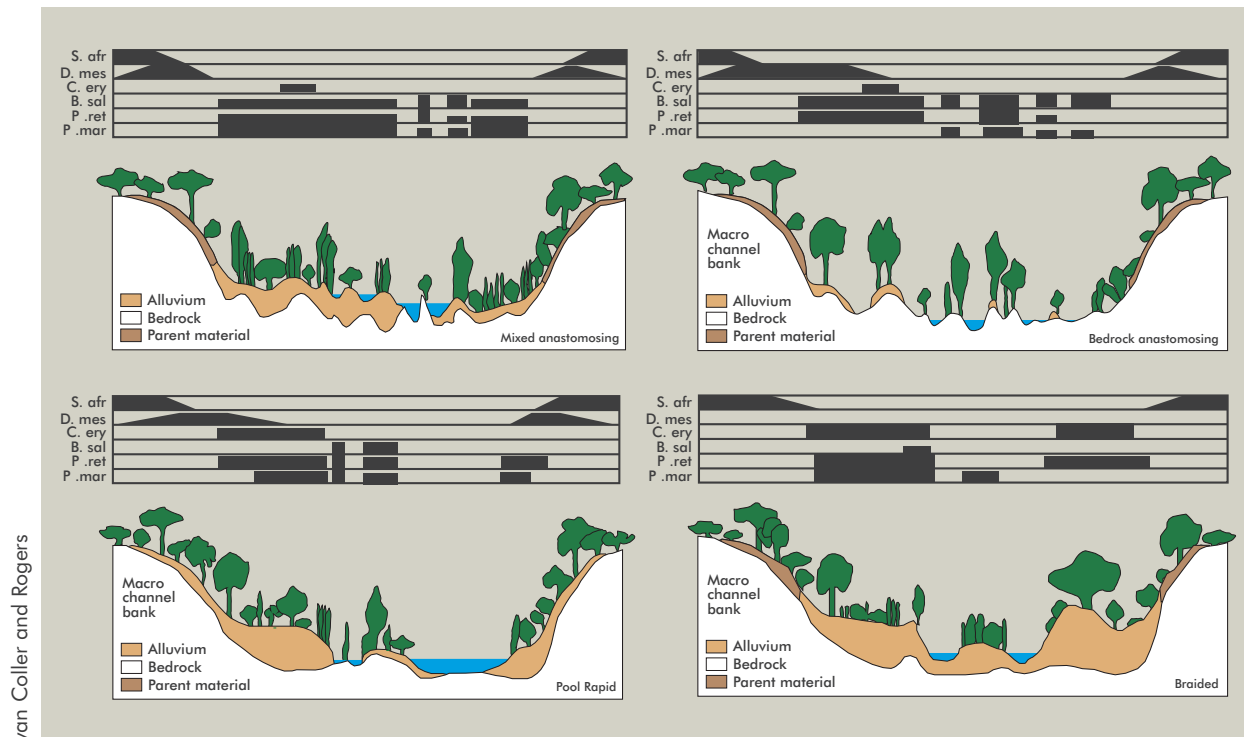 S. afr
D. mes
C. ery
B. sal
P .ret
P .mar
Alluvium
Bedrock
Parent material
Mixed anastomosing
S. afr
D. mes
C. ery
B. sal
P .ret
P .mar
Macro
channel
bank
Alluvium
Bedrock
Parent material
Bedrock anastomosing
S. afr
D. mes
C. ery
B. sal
P .ret
P .mar
Macro
channel
bank
Alluvium
Bedrock
Parent material
Pool Rapid
S. afr
D. mes
C. ery
B. sal
P .ret
P .mar
Macro
channel
bank
Alluvium
Bedrock
Parent material
Braided
van Coller and Rogers